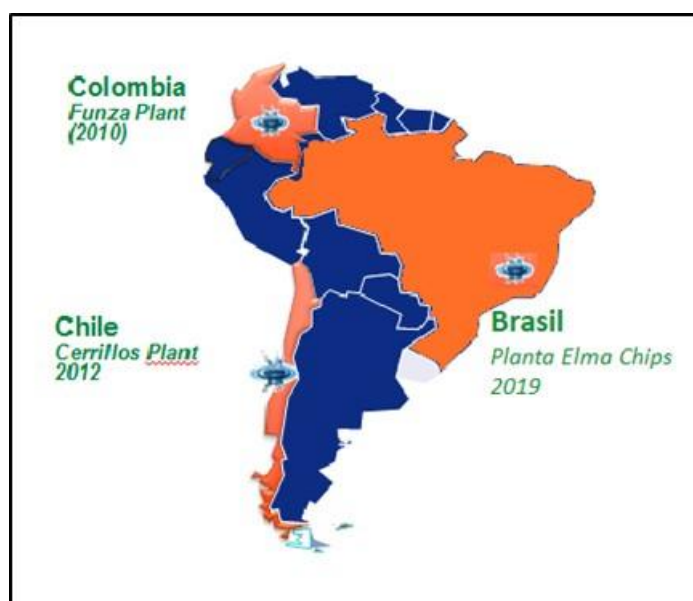 Colombia
Funza Plant
(2010)
Chile
Cerrillos Plant
2012
Brasil
Planta Elma Chips
2019